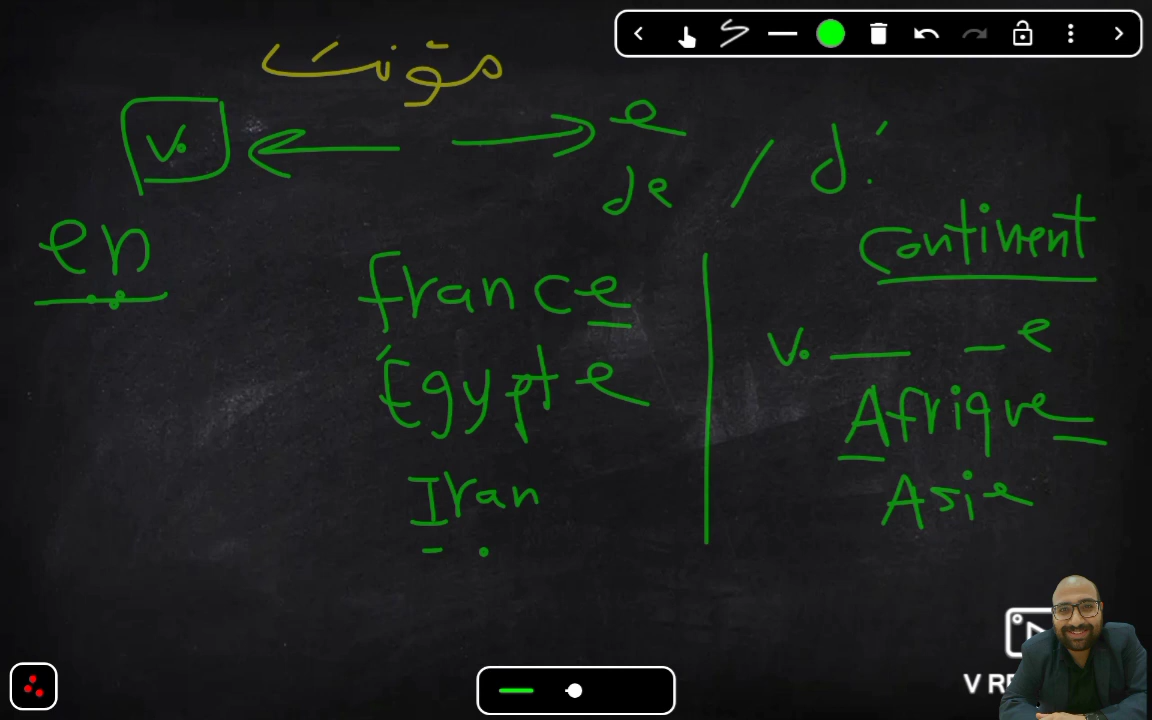 مؤنث
v. e
de / d'
en
continent
france
v. _ _ e
Égypte
Afrique
Iran
Asie